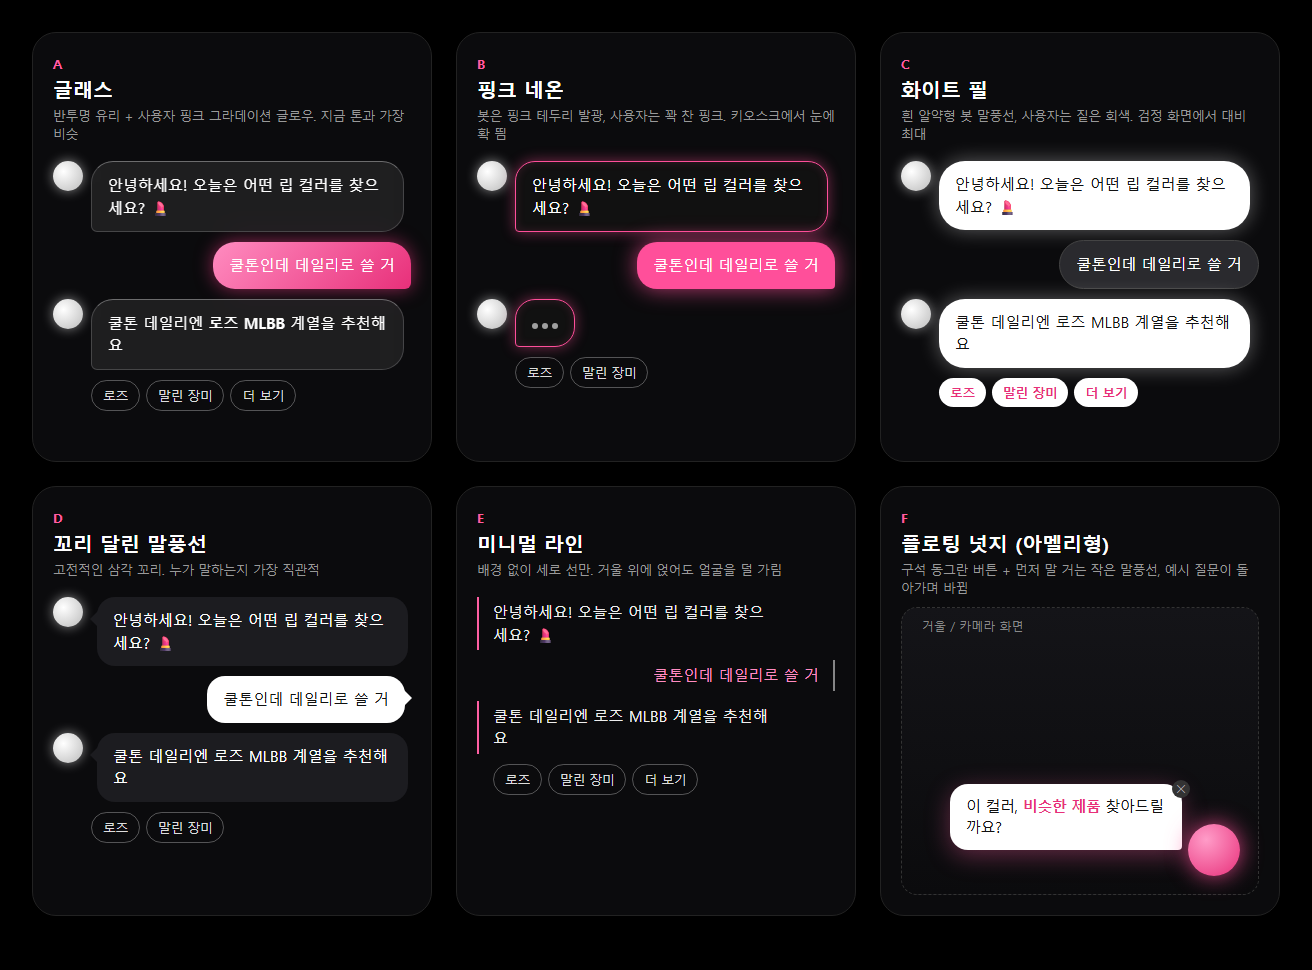 A
글래스
반투명 유리 + 사용자 핑크 그라데이션 글로우. 지금 톤과 가장
비슷
안녕하세요! 오늘은 어떤 립 컬러를 찾으
세요? 💄
쿨톤인데 데일리로 쓸 거
쿨톤 데일리엔 로즈 MLBB 계열을 추천해
요
로즈 말린 장미 더 보기
B
핑크 네온
봇은 핑크 테두리 발광, 사용자는 꽉 찬 핑크. 키오스크에서 눈에
확 띔
안녕하세요! 오늘은 어떤 립 컬러를 찾으
세요? 💄
쿨톤인데 데일리로 쓸 거
로즈 말린 장미
C
화이트 필
흰 알약형 봇 말풍선, 사용자는 짙은 회색. 검정 화면에서 대비
최대
안녕하세요! 오늘은 어떤 립 컬러를 찾으
세요? 💄
쿨톤인데 데일리로 쓸 거
쿨톤 데일리엔 로즈 MLBB 계열을 추천해
요
로즈 말린 장미 더 보기
D
꼬리 달린 말풍선
고전적인 삼각 꼬리. 누가 말하는지 가장 직관적
안녕하세요! 오늘은 어떤 립 컬러를 찾으
세요? 💄
쿨톤인데 데일리로 쓸 거
쿨톤 데일리엔 로즈 MLBB 계열을 추천해
요
로즈 말린 장미
E
미니멀 라인
배경 없이 세로 선만. 거울 위에 얹어도 얼굴을 덜 가림
안녕하세요! 오늘은 어떤 립 컬러를 찾으
세요? 💄
쿨톤인데 데일리로 쓸 거
쿨톤 데일리엔 로즈 MLBB 계열을 추천해
요
로즈 말린 장미 더 보기
F
플로팅 넛지 (아멜리형)
구석 동그란 버튼 + 먼저 말 거는 작은 말풍선, 예시 질문이 돌
아가며 바뀜
거울 / 카메라 화면
이 컬러, 비슷한 제품 찾아드릴
까요?